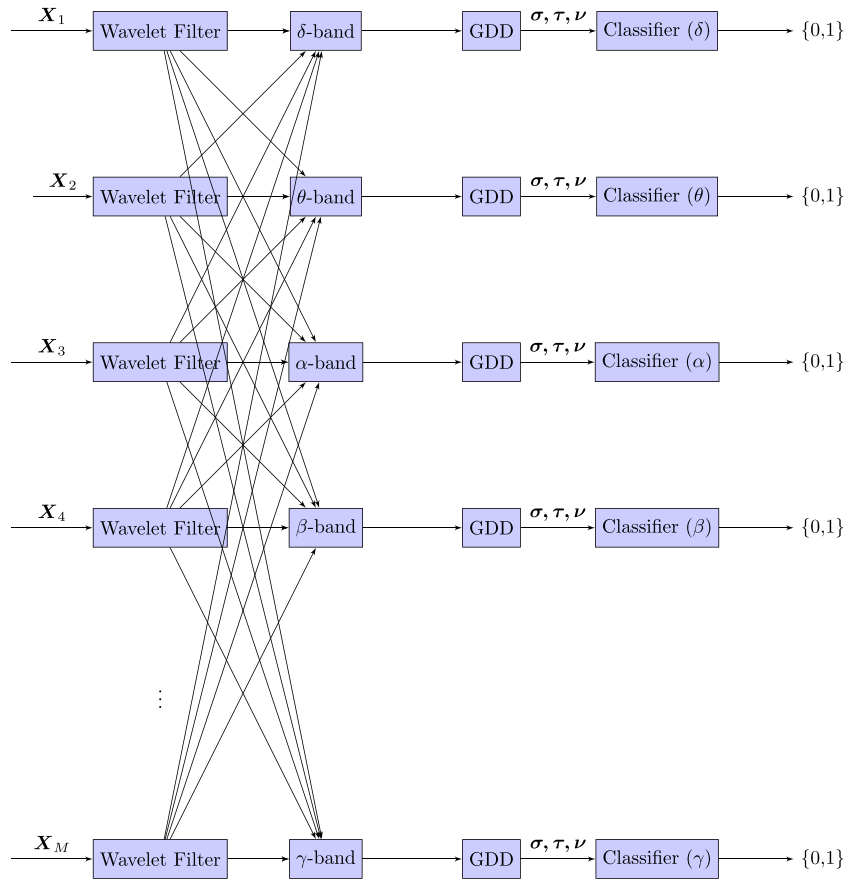 X₁ Wavelet Filter δ-band GDD σ, τ, ν Classifier (δ) {0,1}
X₂ Wavelet Filter θ-band GDD σ, τ, ν Classifier (θ) {0,1}
X₃ Wavelet Filter α-band GDD σ, τ, ν Classifier (α) {0,1}
X₄ Wavelet Filter β-band GDD σ, τ, ν Classifier (β) {0,1}
⋮
X_M Wavelet Filter γ-band GDD σ, τ, ν Classifier (γ) {0,1}